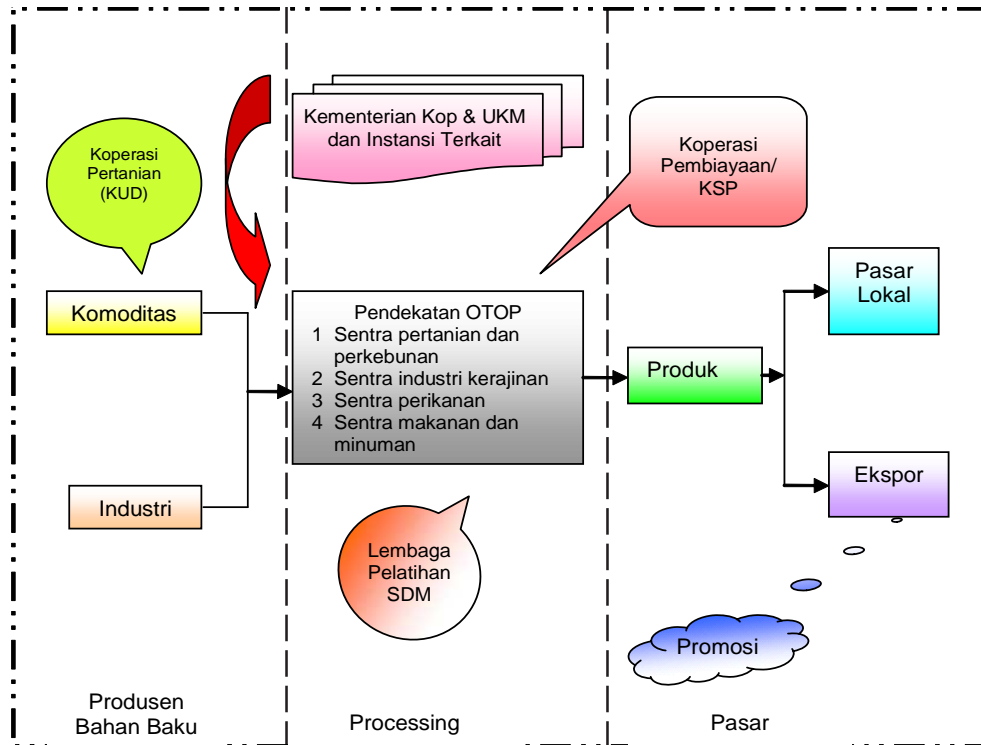 Koperasi
Pertanian
(KUD)
Kementerian Kop & UKM
dan Instansi Terkait
Koperasi
Pembiayaan/
KSP
Komoditas
Industri
Pendekatan OTOP
1 Sentra pertanian dan
perkebunan
2 Sentra industri kerajinan
3 Sentra perikanan
4 Sentra makanan dan
minuman
Produk
Pasar
Lokal
Ekspor
Lembaga
Pelatihan
SDM
Promosi
Produsen
Bahan Baku
Processing
Pasar